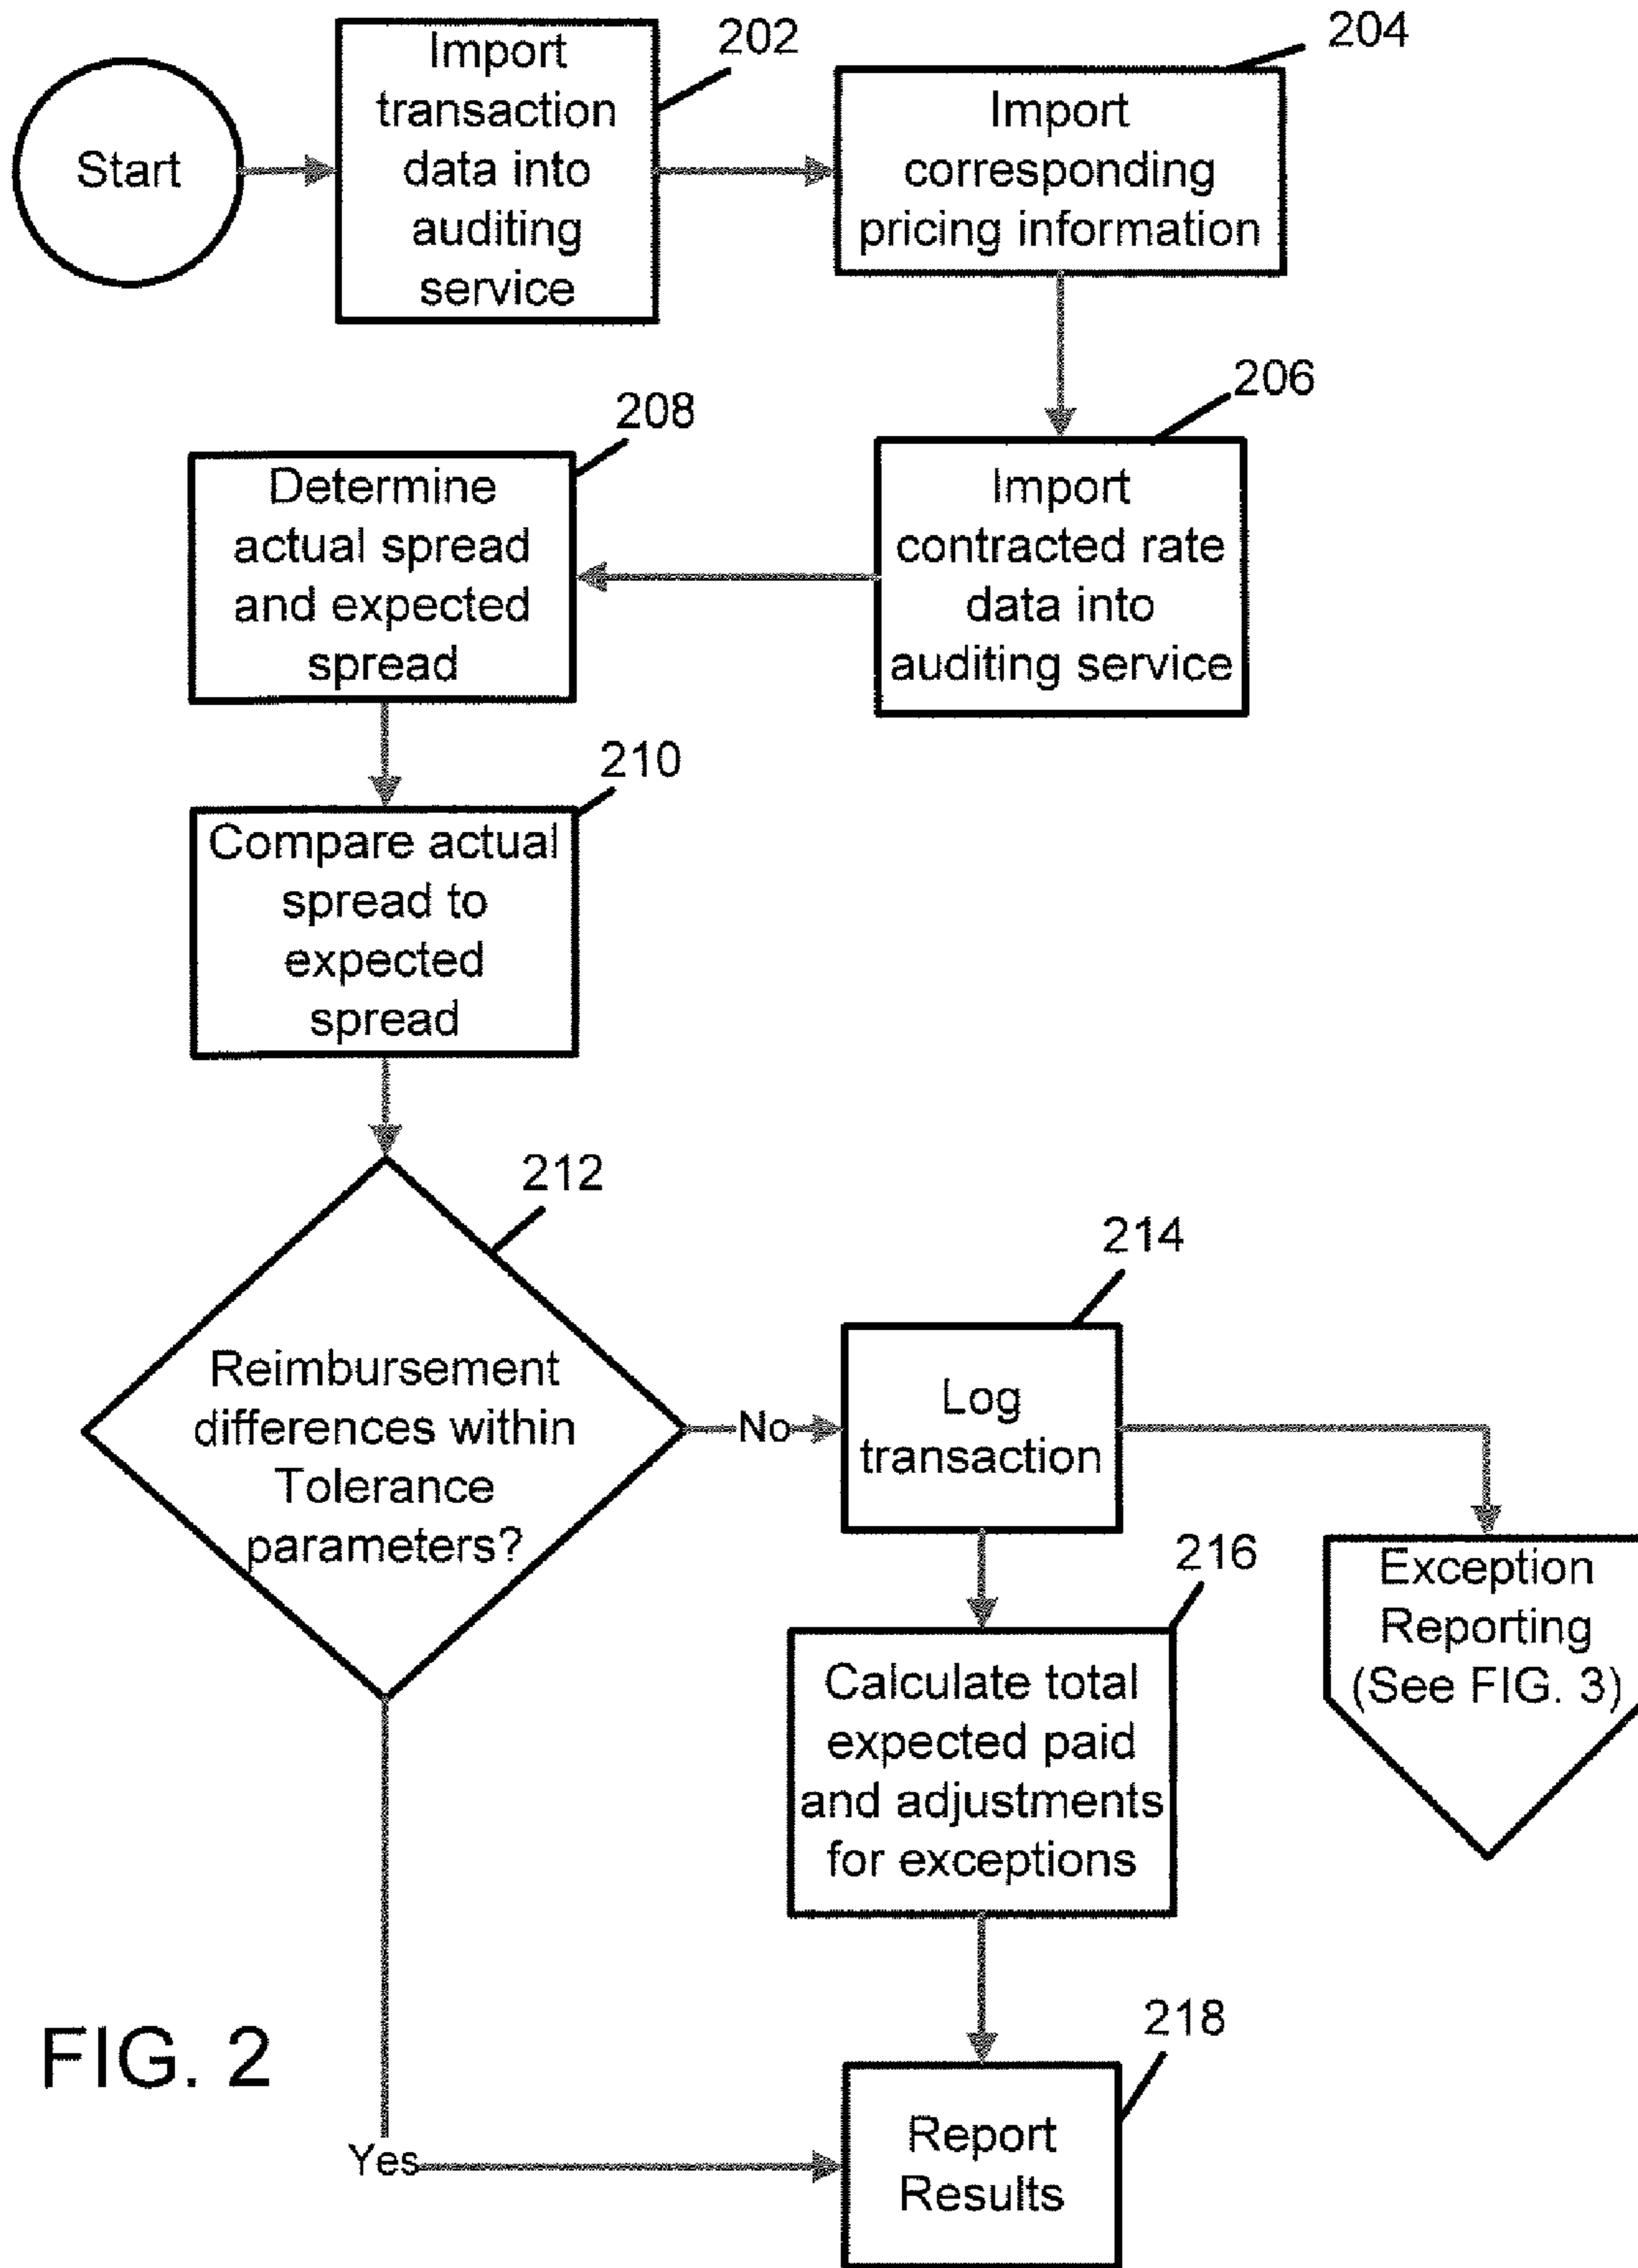 202
204
Start
Import
transaction
data into
auditing
service
Import
corresponding
pricing information
206
208
Determine
actual spread
and expected
spread
Import
contracted rate
data into
auditing service
210
Compare actual
spread to
expected
spread
212
214
Reimbursement
differences within
Tolerance
parameters?
No
Log
transaction
216
Exception
Reporting
(See FIG. 3)
Calculate total
expected paid
and adjustments
for exceptions
218
FIG. 2
Yes
Report
Results